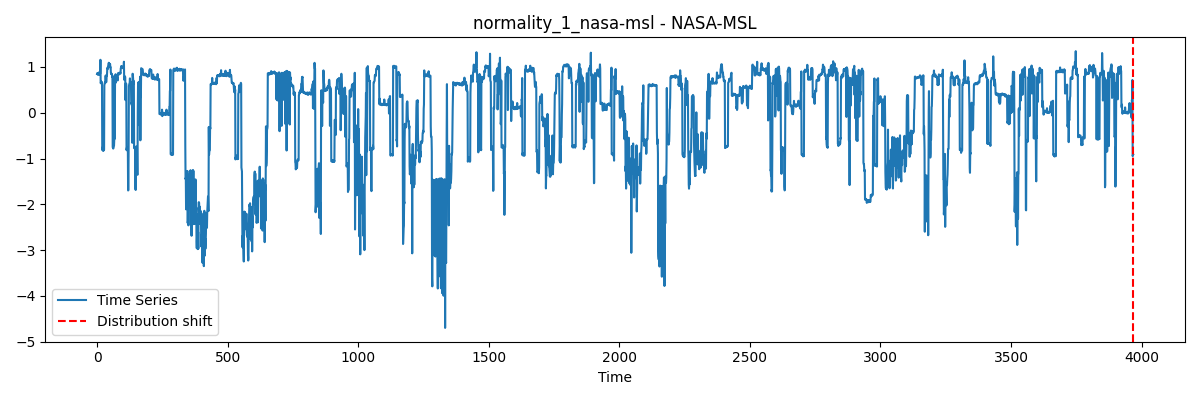 normality_1_nasa-msl - NASA-MSL
1
0
−1
−2
−3
−4
−5
Time Series
Distribution shift
0 500 1000 1500 2000 2500 3000 3500 4000
Time